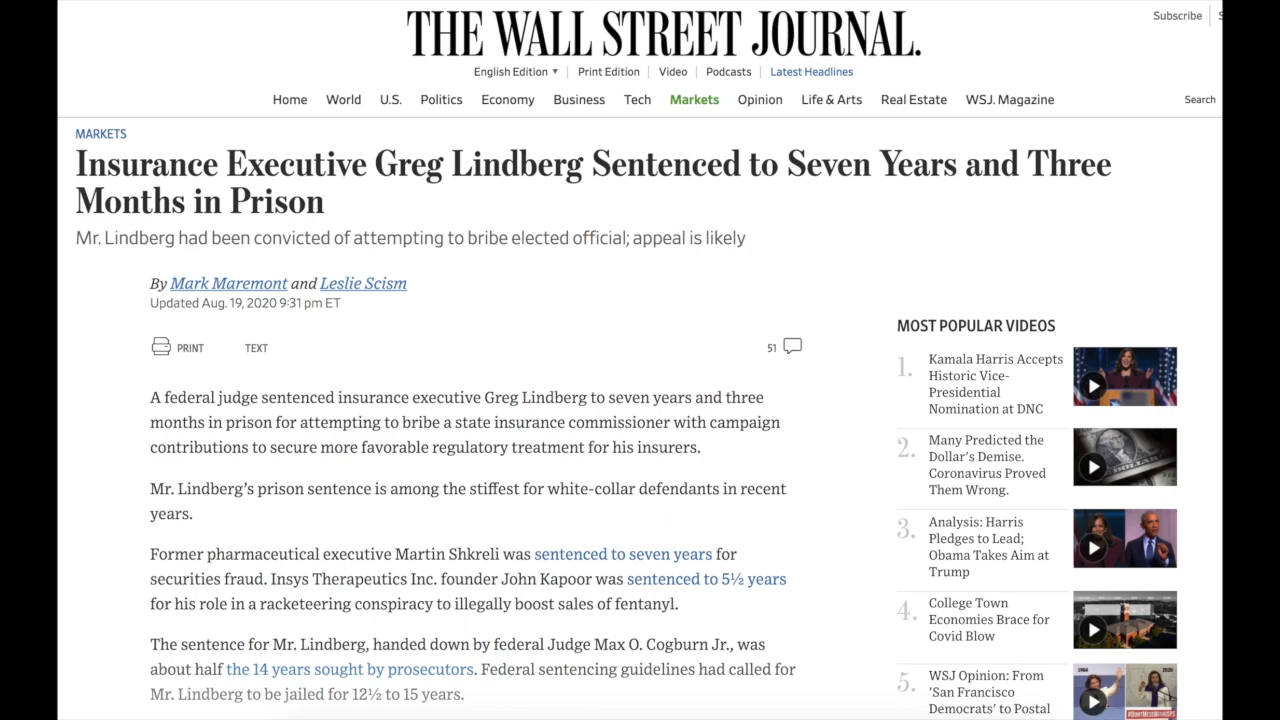 THE WALL STREET JOURNAL.
Subscribe
English Edition
Print Edition
Video
Podcasts
Latest Headlines
Home
World
U.S.
Politics
Economy
Business
Tech
Markets
Opinion
Life & Arts
Real Estate
WSJ. Magazine
Search
MARKETS
Insurance Executive Greg Lindberg Sentenced to Seven Years and Three
Months in Prison
Mr. Lindberg had been convicted of attempting to bribe elected official; appeal is likely
By Mark Maremont and Leslie Scism
Updated Aug. 19, 2020 9:31 pm ET
PRINT
TEXT
51
A federal judge sentenced insurance executive Greg Lindberg to seven years and three
months in prison for attempting to bribe a state insurance commissioner with campaign
contributions to secure more favorable regulatory treatment for his insurers.
Mr. Lindberg’s prison sentence is among the stiffest for white-collar defendants in recent
years.
Former pharmaceutical executive Martin Shkreli was sentenced to seven years for
securities fraud. Insys Therapeutics Inc. founder John Kapoor was sentenced to 5½ years
for his role in a racketeering conspiracy to illegally boost sales of fentanyl.
The sentence for Mr. Lindberg, handed down by federal Judge Max O. Cogburn Jr., was
about half the 14 years sought by prosecutors. Federal sentencing guidelines had called for
Mr. Lindberg to be jailed for 12½ to 15 years.
MOST POPULAR VIDEOS
1.
Kamala Harris Accepts
Historic Vice-
Presidential
Nomination at DNC
2.
Many Predicted the
Dollar's Demise.
Coronavirus Proved
Them Wrong.
3.
Analysis: Harris
Pledges to Lead;
Obama Takes Aim at
Trump
4.
College Town
Economies Brace for
Covid Blow
5.
WSJ Opinion: From
'San Francisco
Democrats' to Postal
1984
2020